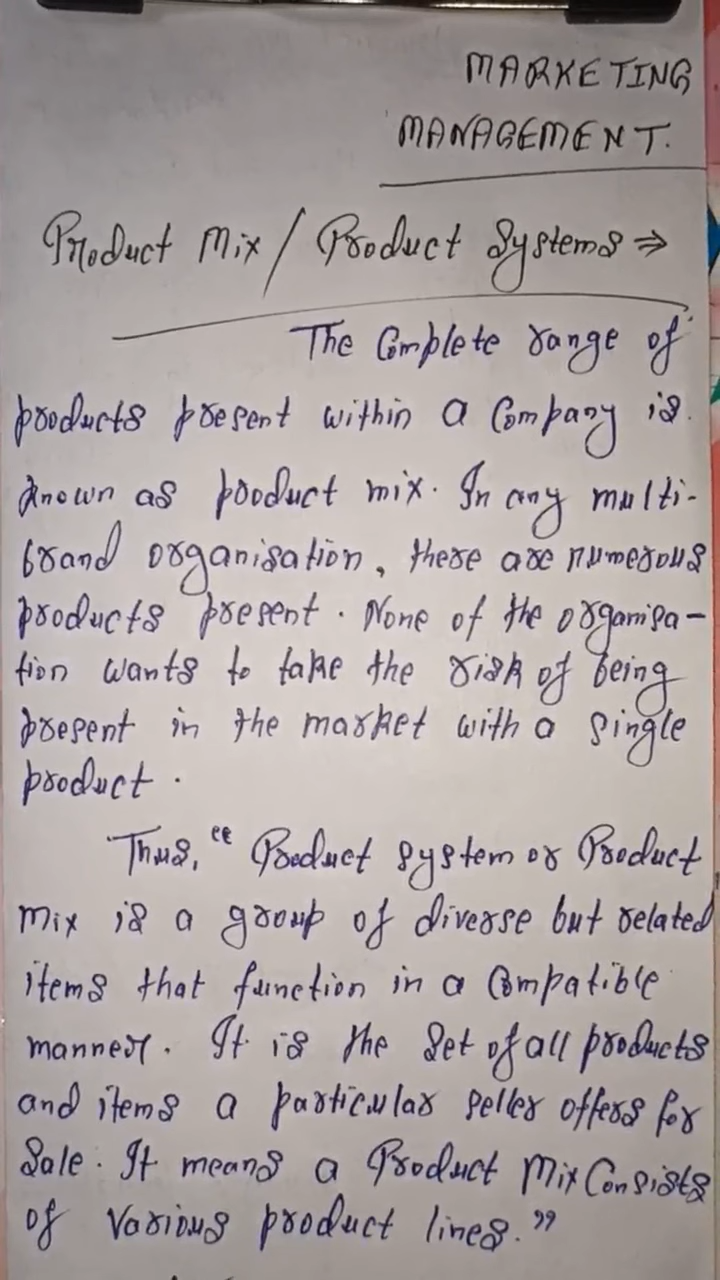 MARKETING
MANAGEMENT.
Product Mix / Product Systems ⇒
The Complete range of
products present within a Company is
known as product mix. In any multi-
brand organisation, there are numerous
products present. None of the organisa-
tion wants to take the risk of being
present in the market with a single
product.
Thus, "Product system or Product
Mix is a group of diverse but related
items that function in a Compatible
manner. It is the Set of all products
and items a particular seller offers for
Sale. It means a Product Mix Consists
of various product lines."